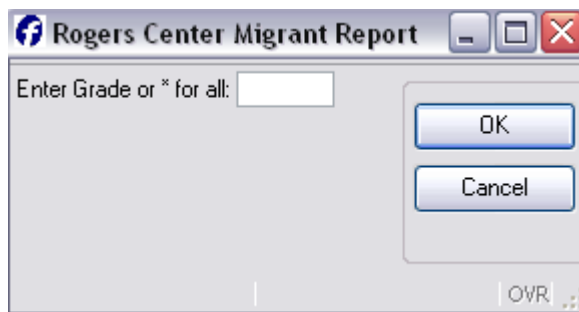 Rogers Center Migrant Report
Enter Grade or * for all:
OK
Cancel
OVR